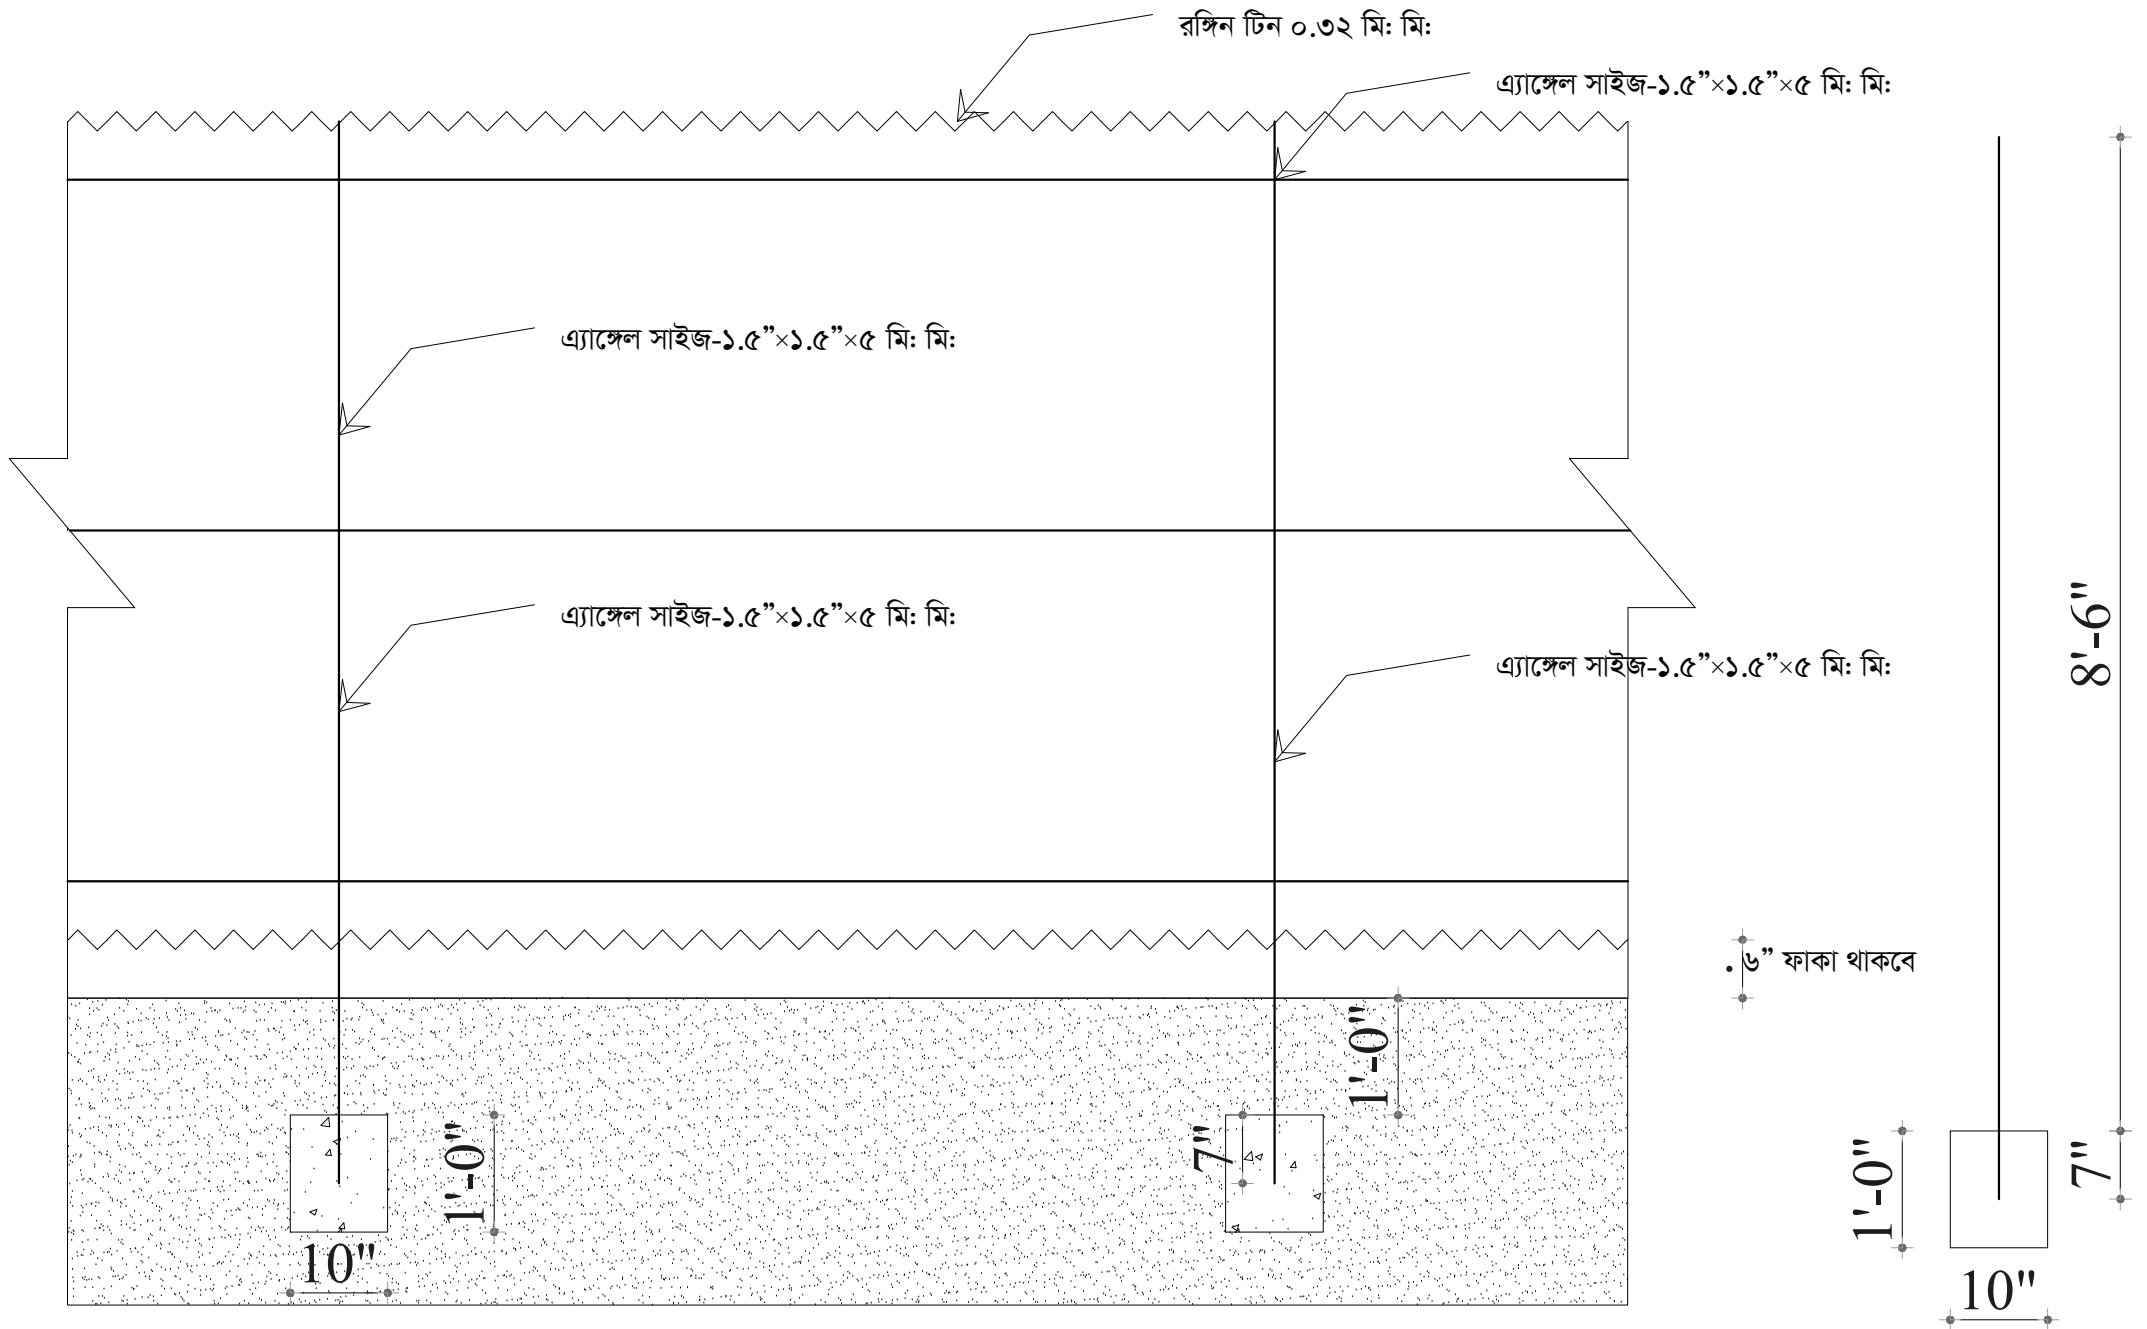 রঙ্গিন টিন ০.৩২ মি: মি:
এ্যাঙ্গেল সাইজ-১.৫”×১.৫”×৫ মি: মি:
এ্যাঙ্গেল সাইজ-১.৫”×১.৫”×৫ মি: মি:
এ্যাঙ্গেল সাইজ-১.৫”×১.৫”×৫ মি: মি:
এ্যাঙ্গেল সাইজ-১.৫”×১.৫”×৫ মি: মি:
8'-6"
. ৬” ফাকা থাকবে
1'-0"
1'-0"
7"
1'-0"
7"
10"
10"